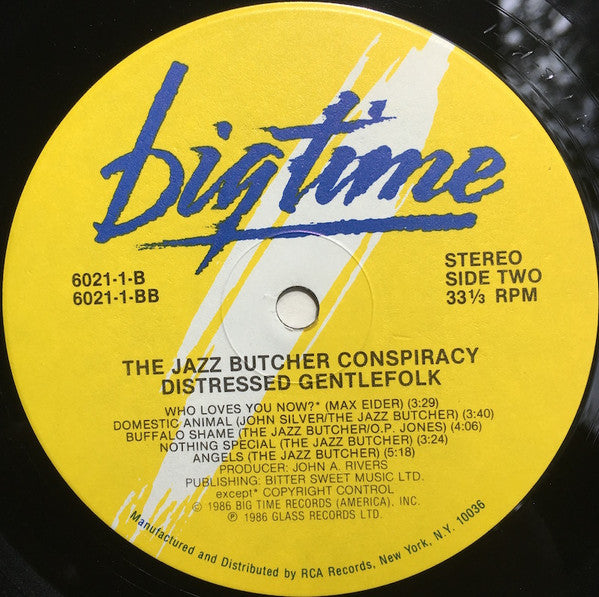 bigtime
6021-1-B
6021-1-BB
STEREO
SIDE TWO
33⅓ RPM
THE JAZZ BUTCHER CONSPIRACY
DISTRESSED GENTLEFOLK
WHO LOVES YOU NOW?* (MAX EIDER) (3:29)
DOMESTIC ANIMAL (JOHN SILVER/THE JAZZ BUTCHER) (3:40)
BUFFALO SHAME (THE JAZZ BUTCHER/O.P. JONES) (4:06)
NOTHING SPECIAL (THE JAZZ BUTCHER) (3:24)
ANGELS (THE JAZZ BUTCHER) (5:18)
PRODUCER: JOHN A. RIVERS
PUBLISHING: BITTER SWEET MUSIC LTD.
except* COPYRIGHT CONTROL
© 1986 BIG TIME RECORDS (AMERICA), INC.
℗ 1986 GLASS RECORDS LTD.
Manufactured and Distributed by RCA Records, New York, N.Y. 10036